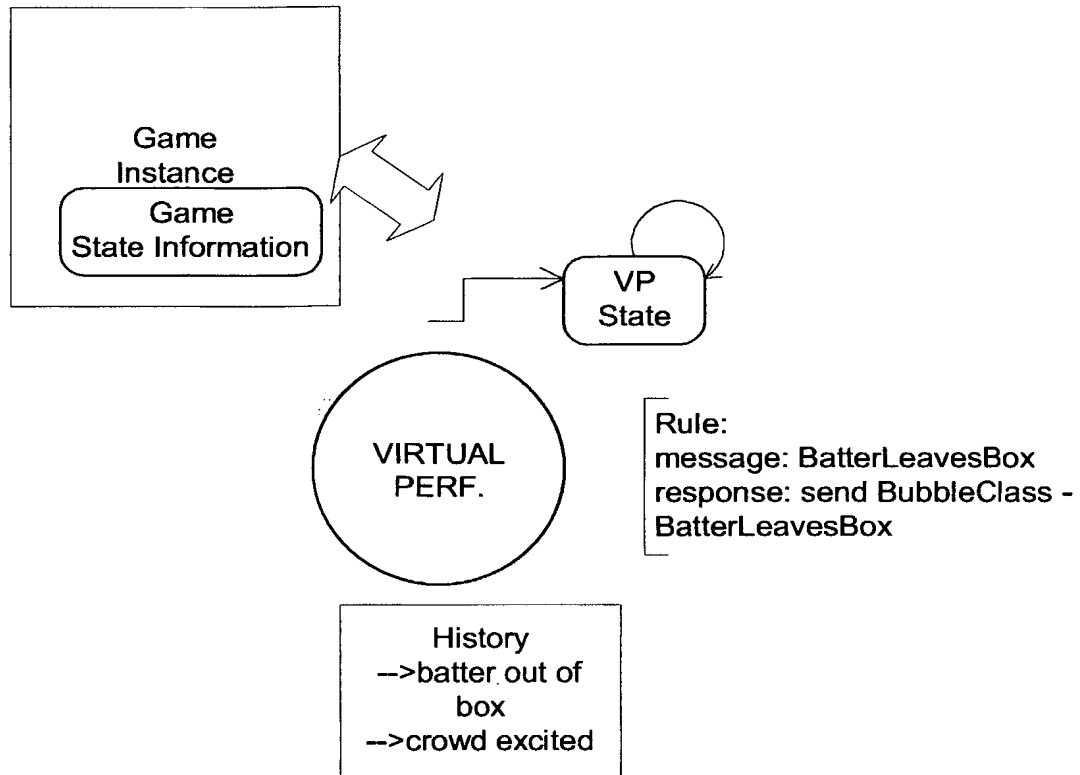 Game
Instance
Game
State Information
VP
State
VIRTUAL
PERF.
Rule:
message: BatterLeavesBox
response: send BubbleClass -
BatterLeavesBox
History
-->batter out of
box
-->crowd excited